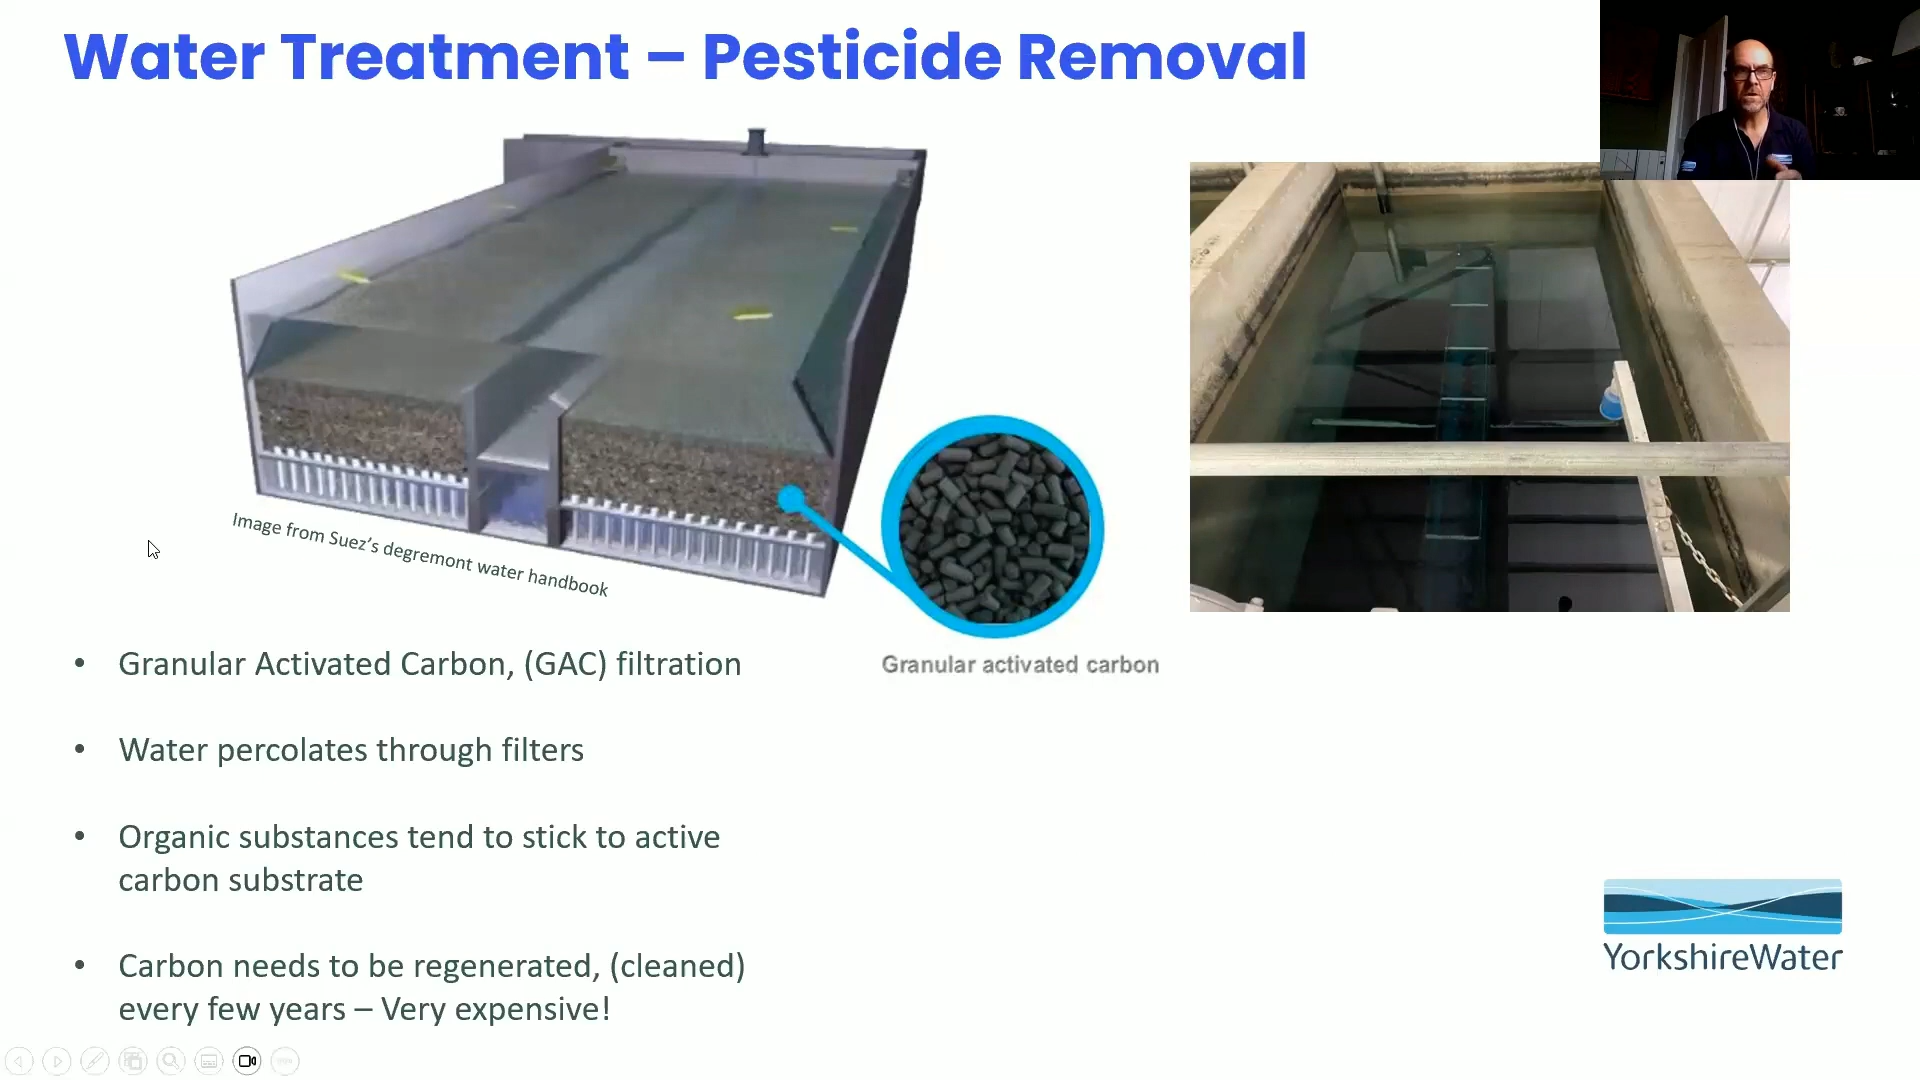 Water Treatment – Pesticide Removal
Image from Suez's degremont water handbook
Granular activated carbon
• Granular Activated Carbon, (GAC) filtration
• Water percolates through filters
• Organic substances tend to stick to active
carbon substrate
• Carbon needs to be regenerated, (cleaned)
every few years – Very expensive!
YorkshireWater